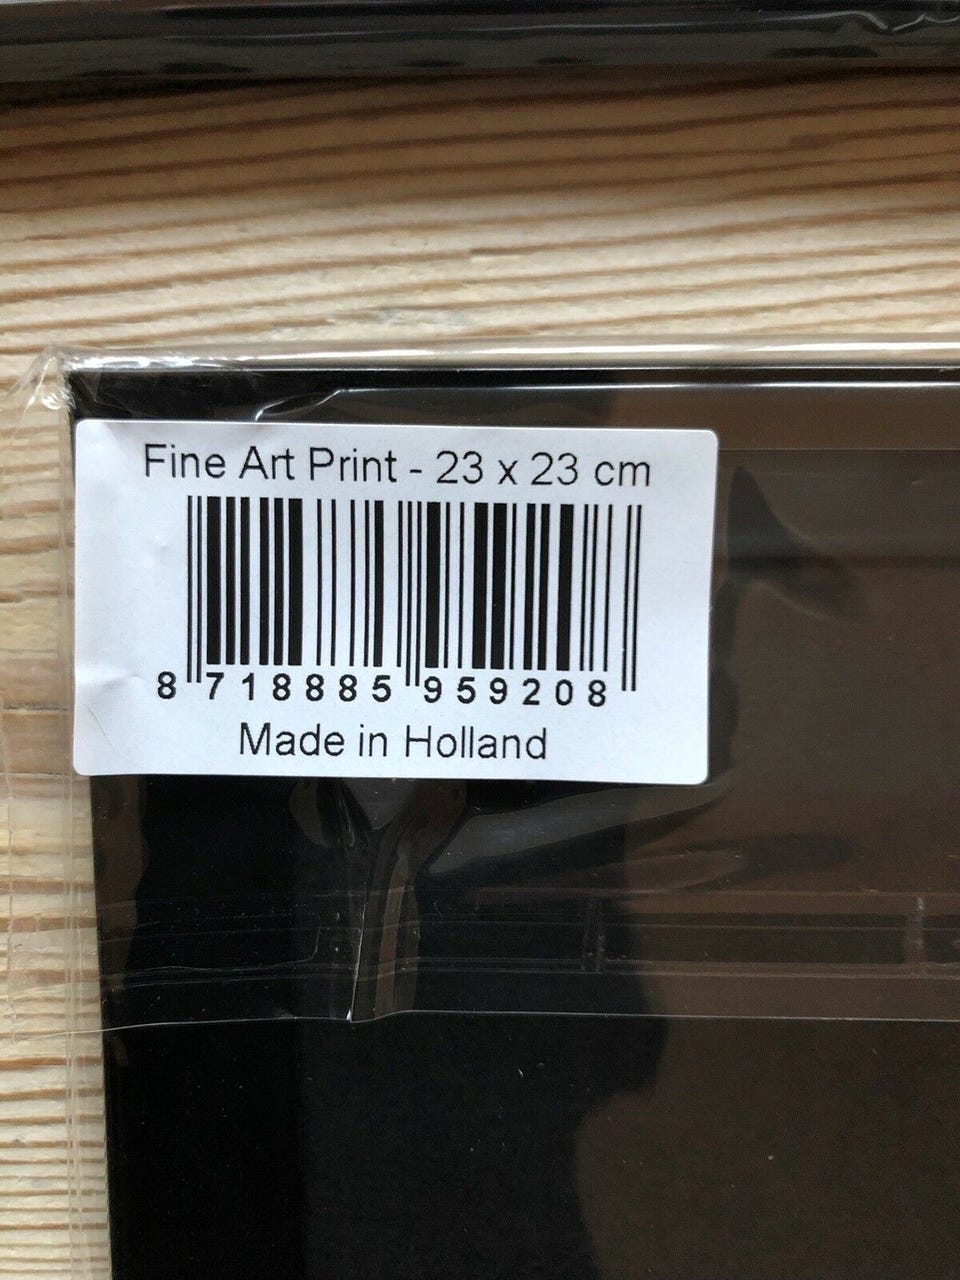 Fine Art Print - 23 x 23 cm
8 718885 959208
Made in Holland